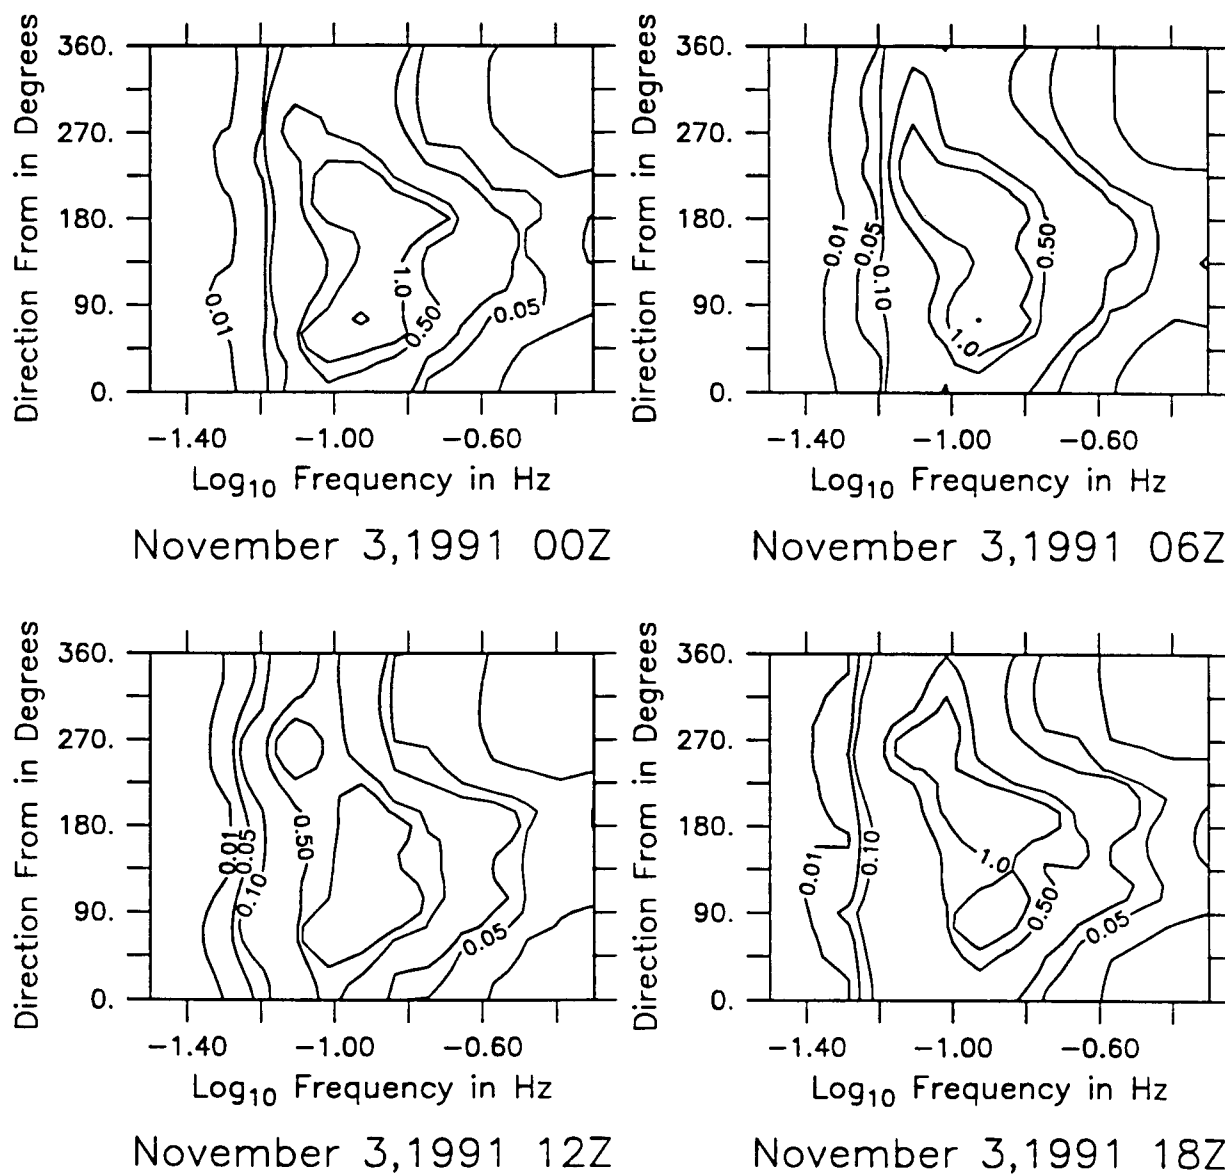 Direction From in Degrees
360.
270.
180.
90.
0.
0.01
1.0
0.50
0.05
-1.40 -1.00 -0.60
Log10 Frequency in Hz
November 3,1991 00Z
Direction From in Degrees
360.
270.
180.
90.
0.
0.01
0.05
0.10
0.50
1.0
-1.40 -1.00 -0.60
Log10 Frequency in Hz
November 3,1991 06Z
Direction From in Degrees
360.
270.
180.
90.
0.
0.01
0.05
0.10
0.50
0.05
-1.40 -1.00 -0.60
Log10 Frequency in Hz
November 3,1991 12Z
Direction From in Degrees
360.
270.
180.
90.
0.
0.01
0.10
1.0
0.50
0.05
-1.40 -1.00 -0.60
Log10 Frequency in Hz
November 3,1991 18Z